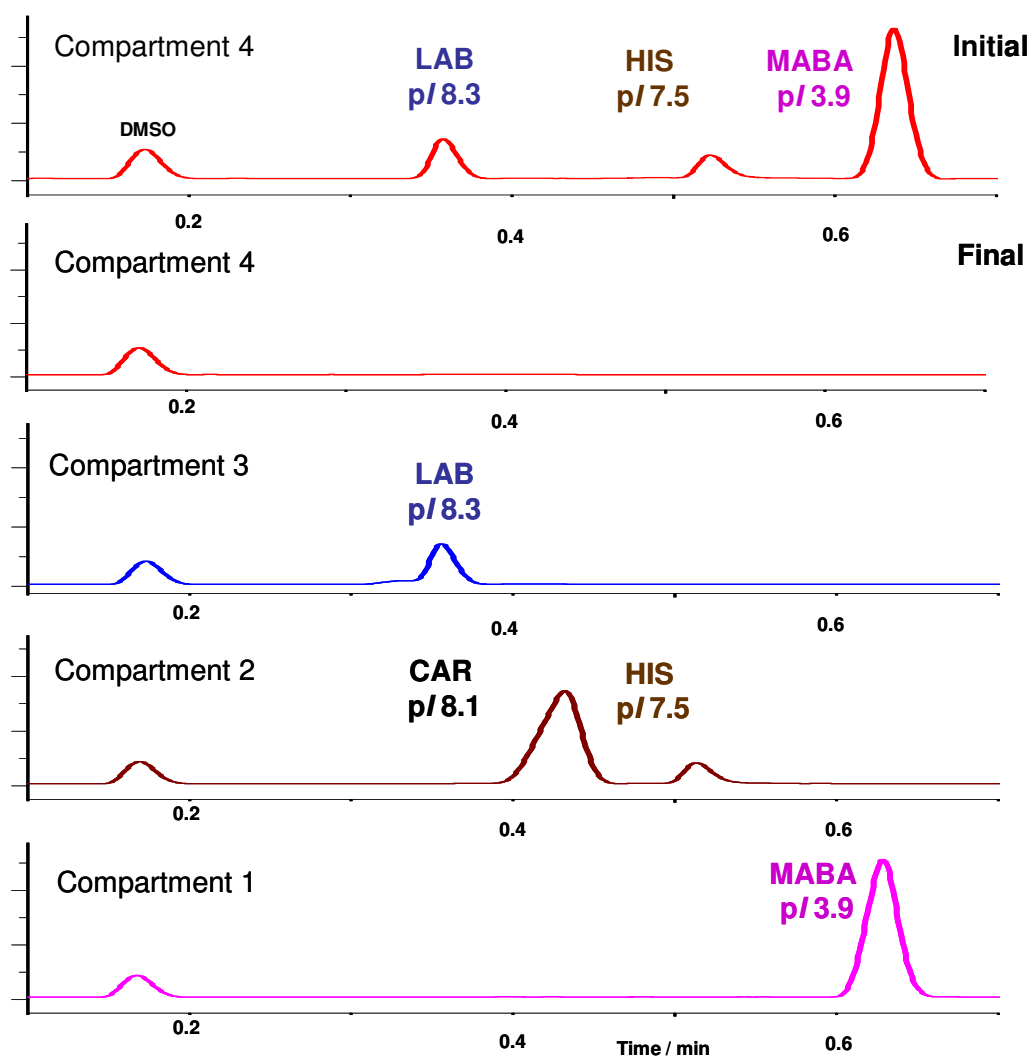 Compartment 4
Initial
LAB
pI 8.3
HIS
pI 7.5
MABA
pI 3.9
DMSO
0.2
0.4
0.6
Compartment 4
Final
0.2
0.4
0.6
Compartment 3
LAB
pI 8.3
0.2
0.4
0.6
Compartment 2
CAR
pI 8.1
HIS
pI 7.5
0.2
0.4
0.6
Compartment 1
MABA
pI 3.9
0.2
0.4
0.6
Time / min